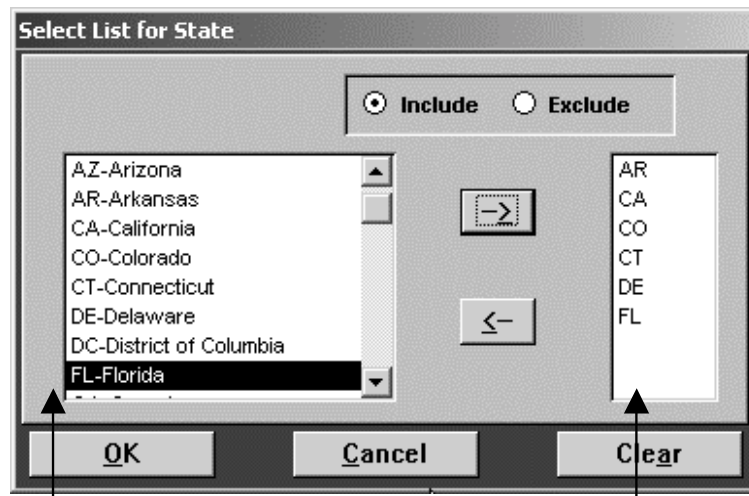 Select List for State
Include Exclude
AZ-Arizona
AR-Arkansas
CA-California
CO-Colorado
CT-Connecticut
DE-Delaware
DC-District of Columbia
FL-Florida
->
<-
AR
CA
CO
CT
DE
FL
OK Cancel Clear